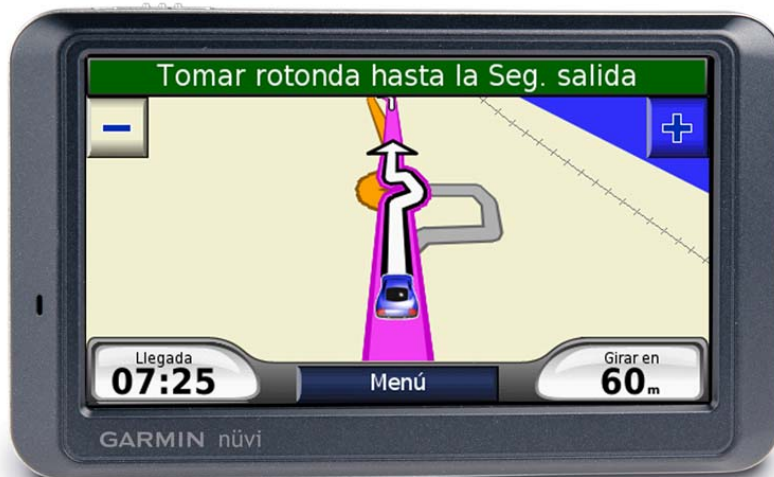 Tomar rotonda hasta la Seg. salida
Llegada
07:25
Menú
Girar en
60m
GARMIN nüvi